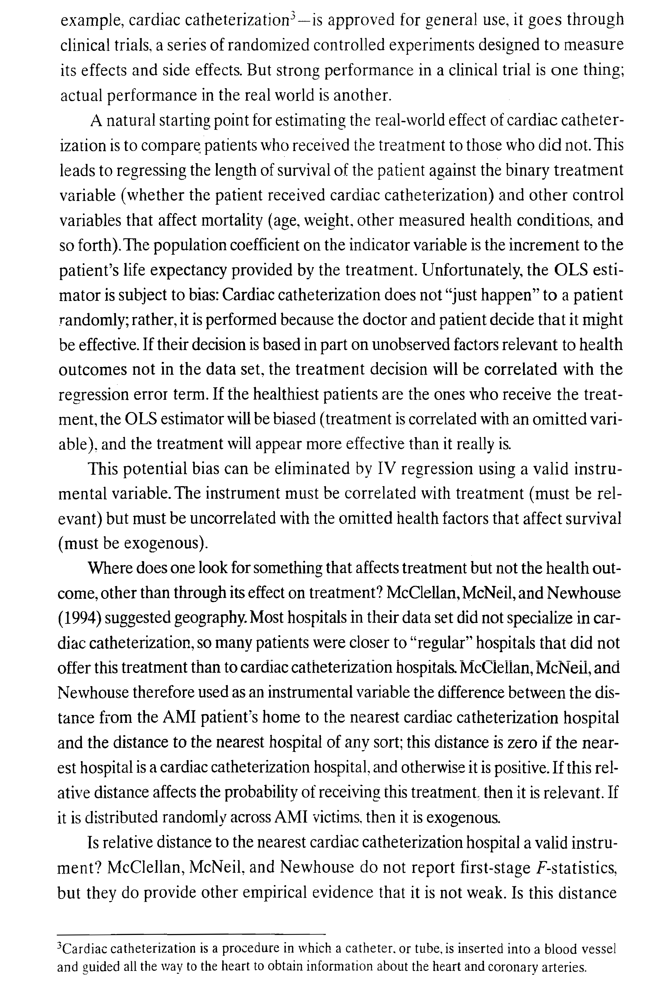 example, cardiac catheterization³—is approved for general use, it goes through
clinical trials, a series of randomized controlled experiments designed to measure
its effects and side effects. But strong performance in a clinical trial is one thing;
actual performance in the real world is another.
A natural starting point for estimating the real-world effect of cardiac catheter-
ization is to compare patients who received the treatment to those who did not. This
leads to regressing the length of survival of the patient against the binary treatment
variable (whether the patient received cardiac catheterization) and other control
variables that affect mortality (age, weight, other measured health conditions, and
so forth). The population coefficient on the indicator variable is the increment to the
patient's life expectancy provided by the treatment. Unfortunately, the OLS esti-
mator is subject to bias: Cardiac catheterization does not “just happen” to a patient
randomly; rather, it is performed because the doctor and patient decide that it might
be effective. If their decision is based in part on unobserved factors relevant to health
outcomes not in the data set, the treatment decision will be correlated with the
regression error term. If the healthiest patients are the ones who receive the treat-
ment, the OLS estimator will be biased (treatment is correlated with an omitted vari-
able), and the treatment will appear more effective than it really is.
This potential bias can be eliminated by IV regression using a valid instru-
mental variable. The instrument must be correlated with treatment (must be rel-
evant) but must be uncorrelated with the omitted health factors that affect survival
(must be exogenous).
Where does one look for something that affects treatment but not the health out-
come, other than through its effect on treatment? McClellan, McNeil, and Newhouse
(1994) suggested geography. Most hospitals in their data set did not specialize in car-
diac catheterization, so many patients were closer to “regular” hospitals that did not
offer this treatment than to cardiac catheterization hospitals. McClellan, McNeil, and
Newhouse therefore used as an instrumental variable the difference between the dis-
tance from the AMI patient's home to the nearest cardiac catheterization hospital
and the distance to the nearest hospital of any sort; this distance is zero if the near-
est hospital is a cardiac catheterization hospital, and otherwise it is positive. If this rel-
ative distance affects the probability of receiving this treatment, then it is relevant. If
it is distributed randomly across AMI victims, then it is exogenous.
Is relative distance to the nearest cardiac catheterization hospital a valid instru-
ment? McClellan, McNeil, and Newhouse do not report first-stage F-statistics,
but they do provide other empirical evidence that it is not weak. Is this distance
³Cardiac catheterization is a procedure in which a catheter, or tube, is inserted into a blood vessel
and guided all the way to the heart to obtain information about the heart and coronary arteries.